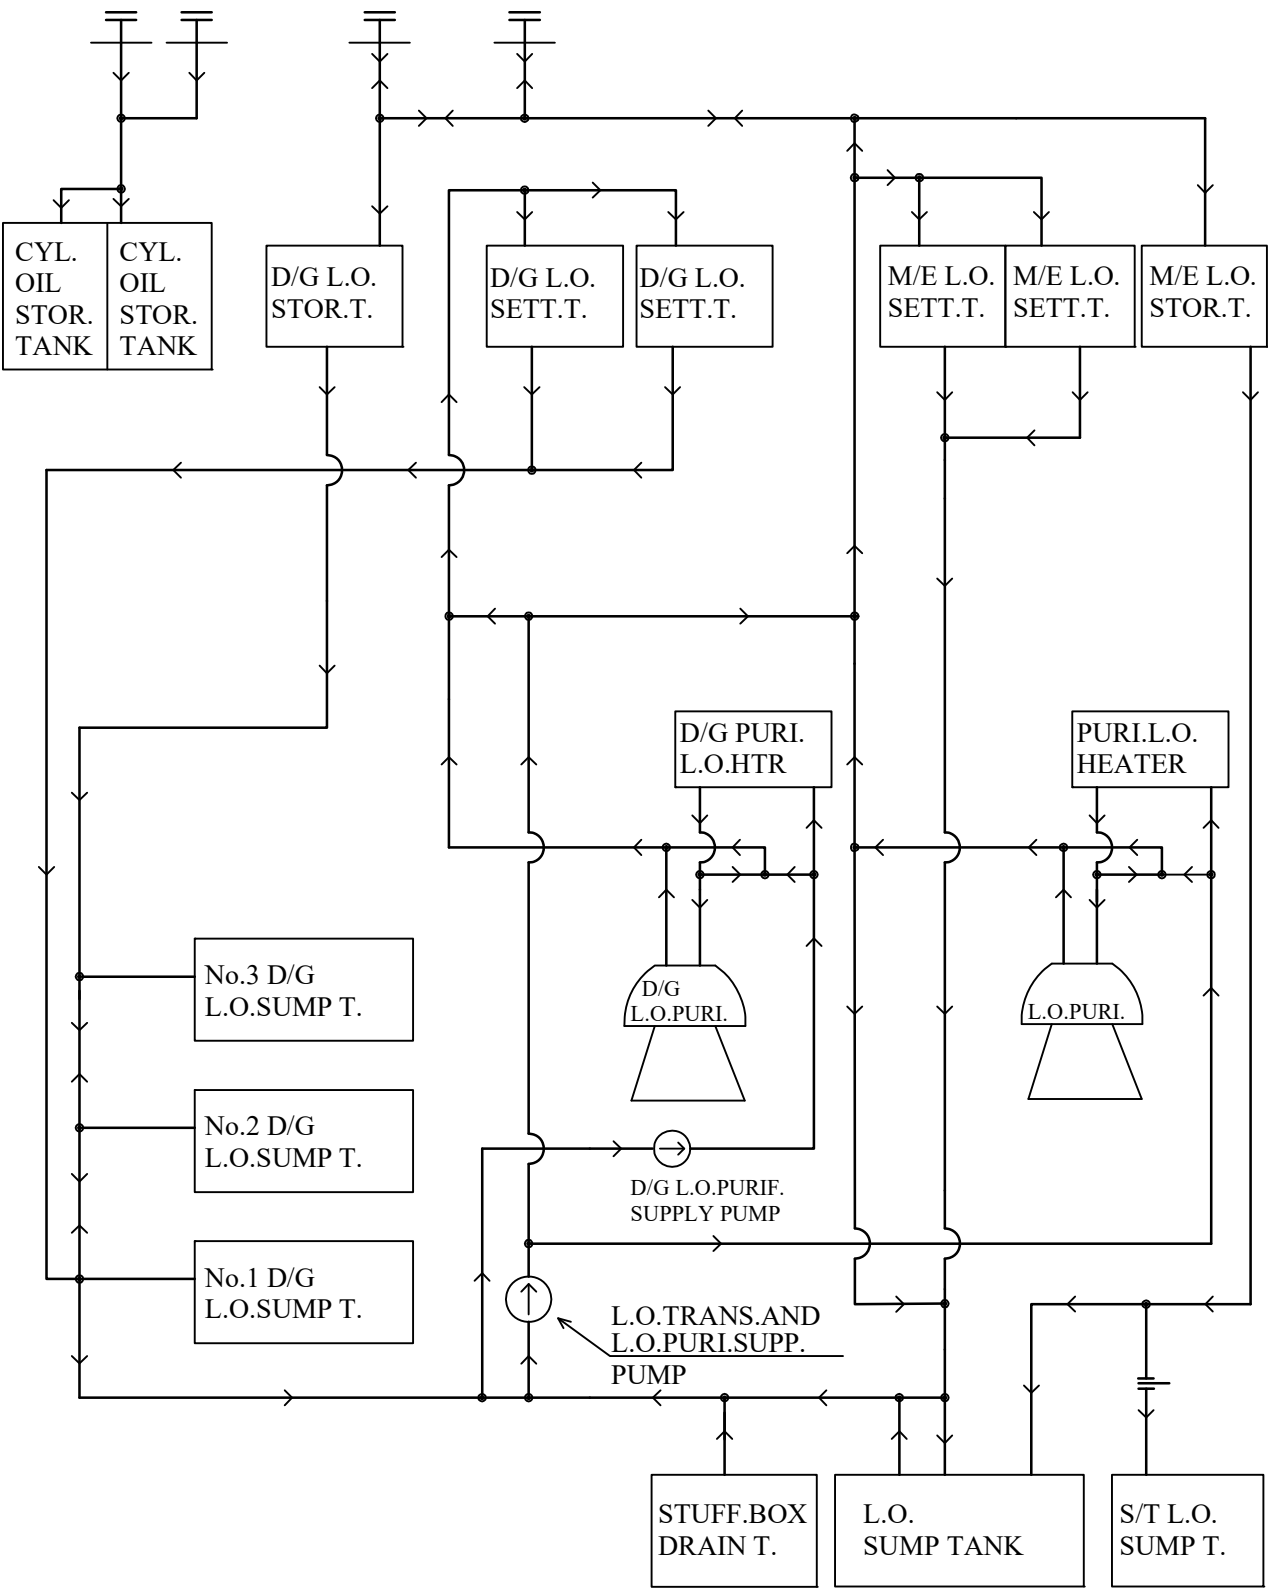 CYL.
OIL
STOR.
TANK
CYL.
OIL
STOR.
TANK
D/G L.O.
STOR.T.
D/G L.O.
SETT.T.
D/G L.O.
SETT.T.
M/E L.O.
SETT.T.
M/E L.O.
SETT.T.
M/E L.O.
STOR.T.
D/G PURI.
L.O.HTR
PURI.L.O.
HEATER
No.3 D/G
L.O.SUMP T.
D/G
L.O.PURI.
L.O.PURI.
No.2 D/G
L.O.SUMP T.
D/G L.O.PURIF.
SUPPLY PUMP
No.1 D/G
L.O.SUMP T.
L.O.TRANS.AND
L.O.PURI.SUPP.
PUMP
STUFF.BOX
DRAIN T.
L.O.
SUMP TANK
S/T L.O.
SUMP T.